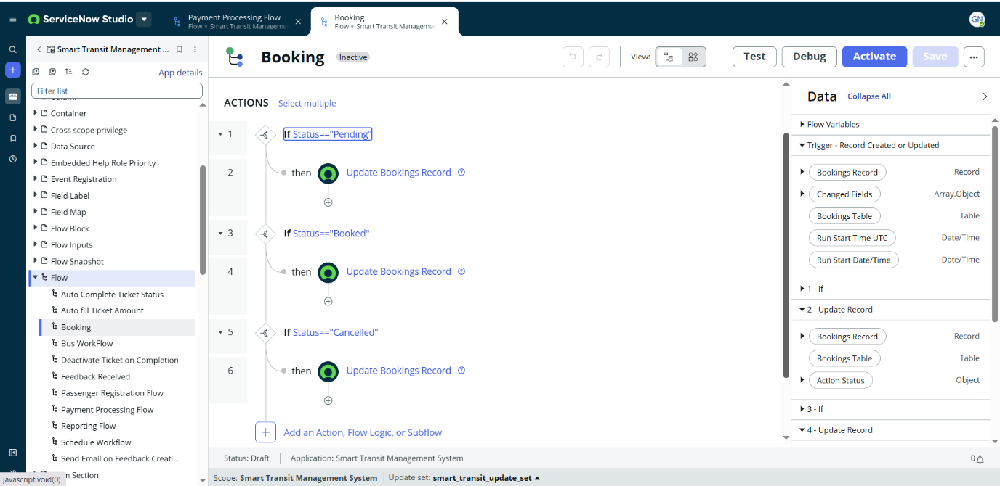 ServiceNow Studio
Payment Processing Flow
Flow • Smart Transit Manageme
Booking
Flow • Smart Transit Manageme
GN
Smart Transit Management ...
App details
Filter list
Column
Container
Cross scope privilege
Data Source
Embedded Help Role Priority
Event Registration
Field Label
Field Map
Flow Block
Flow Inputs
Flow Snapshot
Flow
Auto Complete Ticket Status
Auto fill Ticket Amount
Booking
Bus WorkFlow
Deactivate Ticket on Completion
Feedback Received
Passenger Registration Flow
Payment Processing Flow
Reporting Flow
Schedule Workflow
Send Email on Feedback Creati...
n Section
javascript:void(0)
Booking
Inactive
View:
Test
Debug
Activate
Save
ACTIONS
Select multiple
1
If Status=="Pending"
2
then
Update Bookings Record
3
If Status=="Booked"
4
then
Update Bookings Record
5
If Status=="Cancelled"
6
then
Update Bookings Record
Add an Action, Flow Logic, or Subflow
Data
Collapse All
Flow Variables
Trigger - Record Created or Updated
Bookings Record Record
Changed Fields Array.Object
Bookings Table Table
Run Start Time UTC Date/Time
Run Start Date/Time Date/Time
1 - If
2 - Update Record
Bookings Record Record
Bookings Table Table
Action Status Object
3 - If
4 - Update Record
Status: Draft
Application: Smart Transit Management System
0
Scope: Smart Transit Management System
Update set: smart_transit_update_set